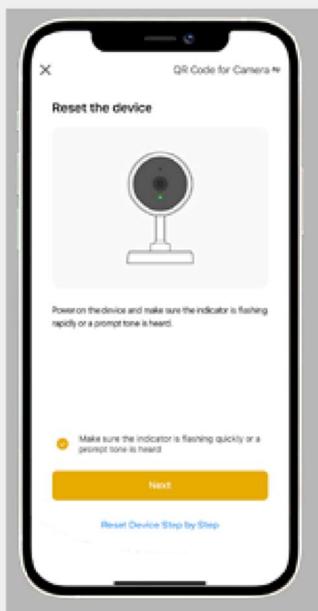 QR Code for Camera ⇋
Reset the device
Power on the device and make sure the indicator is flashing
rapidly or a prompt tone is heard.
Make sure the indicator is flashing quickly or a
prompt tone is heard
Next
Reset Device Step by Step